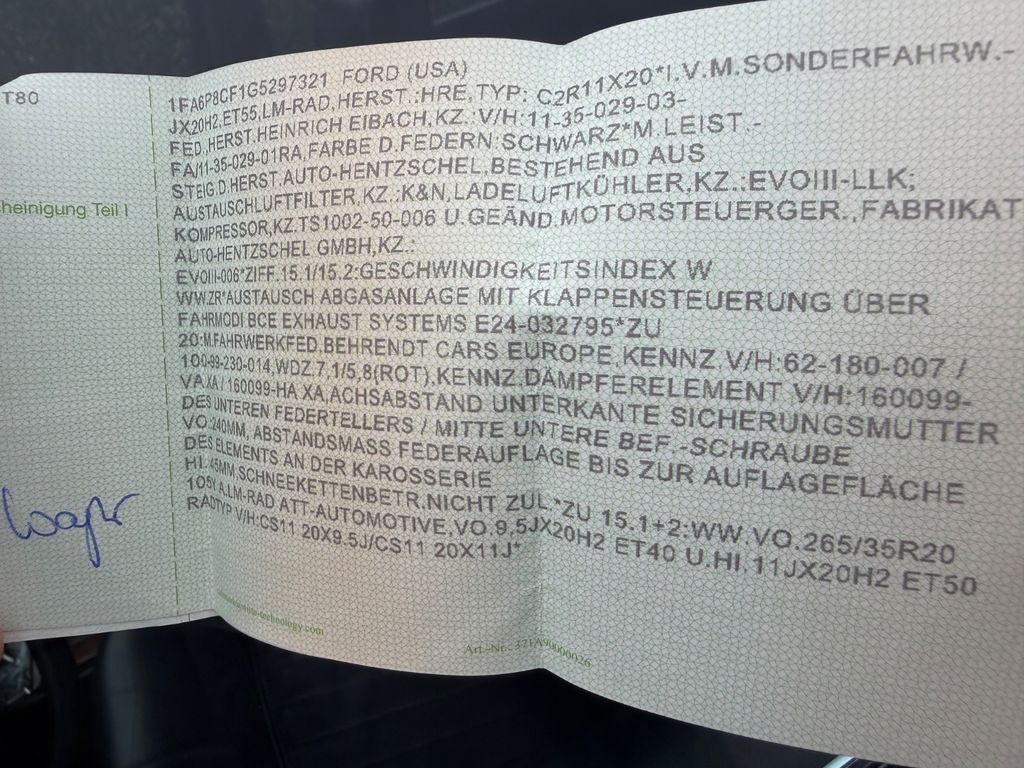 T80
heinigung Teil I
1FA6P8CF1G5297321 FORD (USA)
JX20H2,ET55,LM-RAD,HERST.:HRE,TYP: C2R11X20*I.V.M.SONDERFAHRW.-
FED.HERST.HEINRICH EIBACH,KZ.:V/H:11-35-029-03-
FA/11-35-029-01RA,FARBE D.FEDERN:SCHWARZ*M.LEIST.-
STEIG.D.HERST.AUTO-HENTZSCHEL,BESTEHEND AUS
AUSTAUSCHLUFTFILTER,KZ.:K&N,LADELUFTKÜHLER,KZ.:EVOIII-LLK;
KOMPRESSOR,KZ.TS1002-50-006 U.GEÄND.MOTORSTEUERGER.,FABRIKAT
AUTO-HENTZSCHEL GMBH,KZ.:
EVOIII-006*ZIFF.15.1/15.2:GESCHWINDIGKEITSINDEX W
WW.ZR*AUSTAUSCH ABGASANLAGE MIT KLAPPENSTEUERUNG ÜBER
FAHRMODI BCE EXHAUST SYSTEMS E24-032795*ZU
20:M.FAHRWERKFED.BEHRENDT CARS EUROPE,KENNZ.V/H:62-180-007 /
100-99-230-014,WDZ.7,1/5,8(ROT),KENNZ.DÄMPFERELEMENT V/H:160099-
VA XA / 160099-HA XA,ACHSABSTAND UNTERKANTE SICHERUNGSMUTTER
DES UNTEREN FEDERTELLERS / MITTE UNTERE BEF.-SCHRAUBE
VO.240MM, ABSTANDSMASS FEDERAUFLAGE BIS ZUR AUFLAGEFLÄCHE
DES ELEMENTS AN DER KAROSSERIE
HI.45MM,SCHNEEKETTENBETR.NICHT ZUL.*ZU 15.1+2:WW.VO.265/35R20
LM-RAD ATT-AUTOMOTIVE,VO.9,5JX20H2 ET40 U.HI.11JX20H2 ET50
RADTYP V/H:CS11 20X9.5J/CS11 20X11J*
Art.-Nr.: 371A90000026